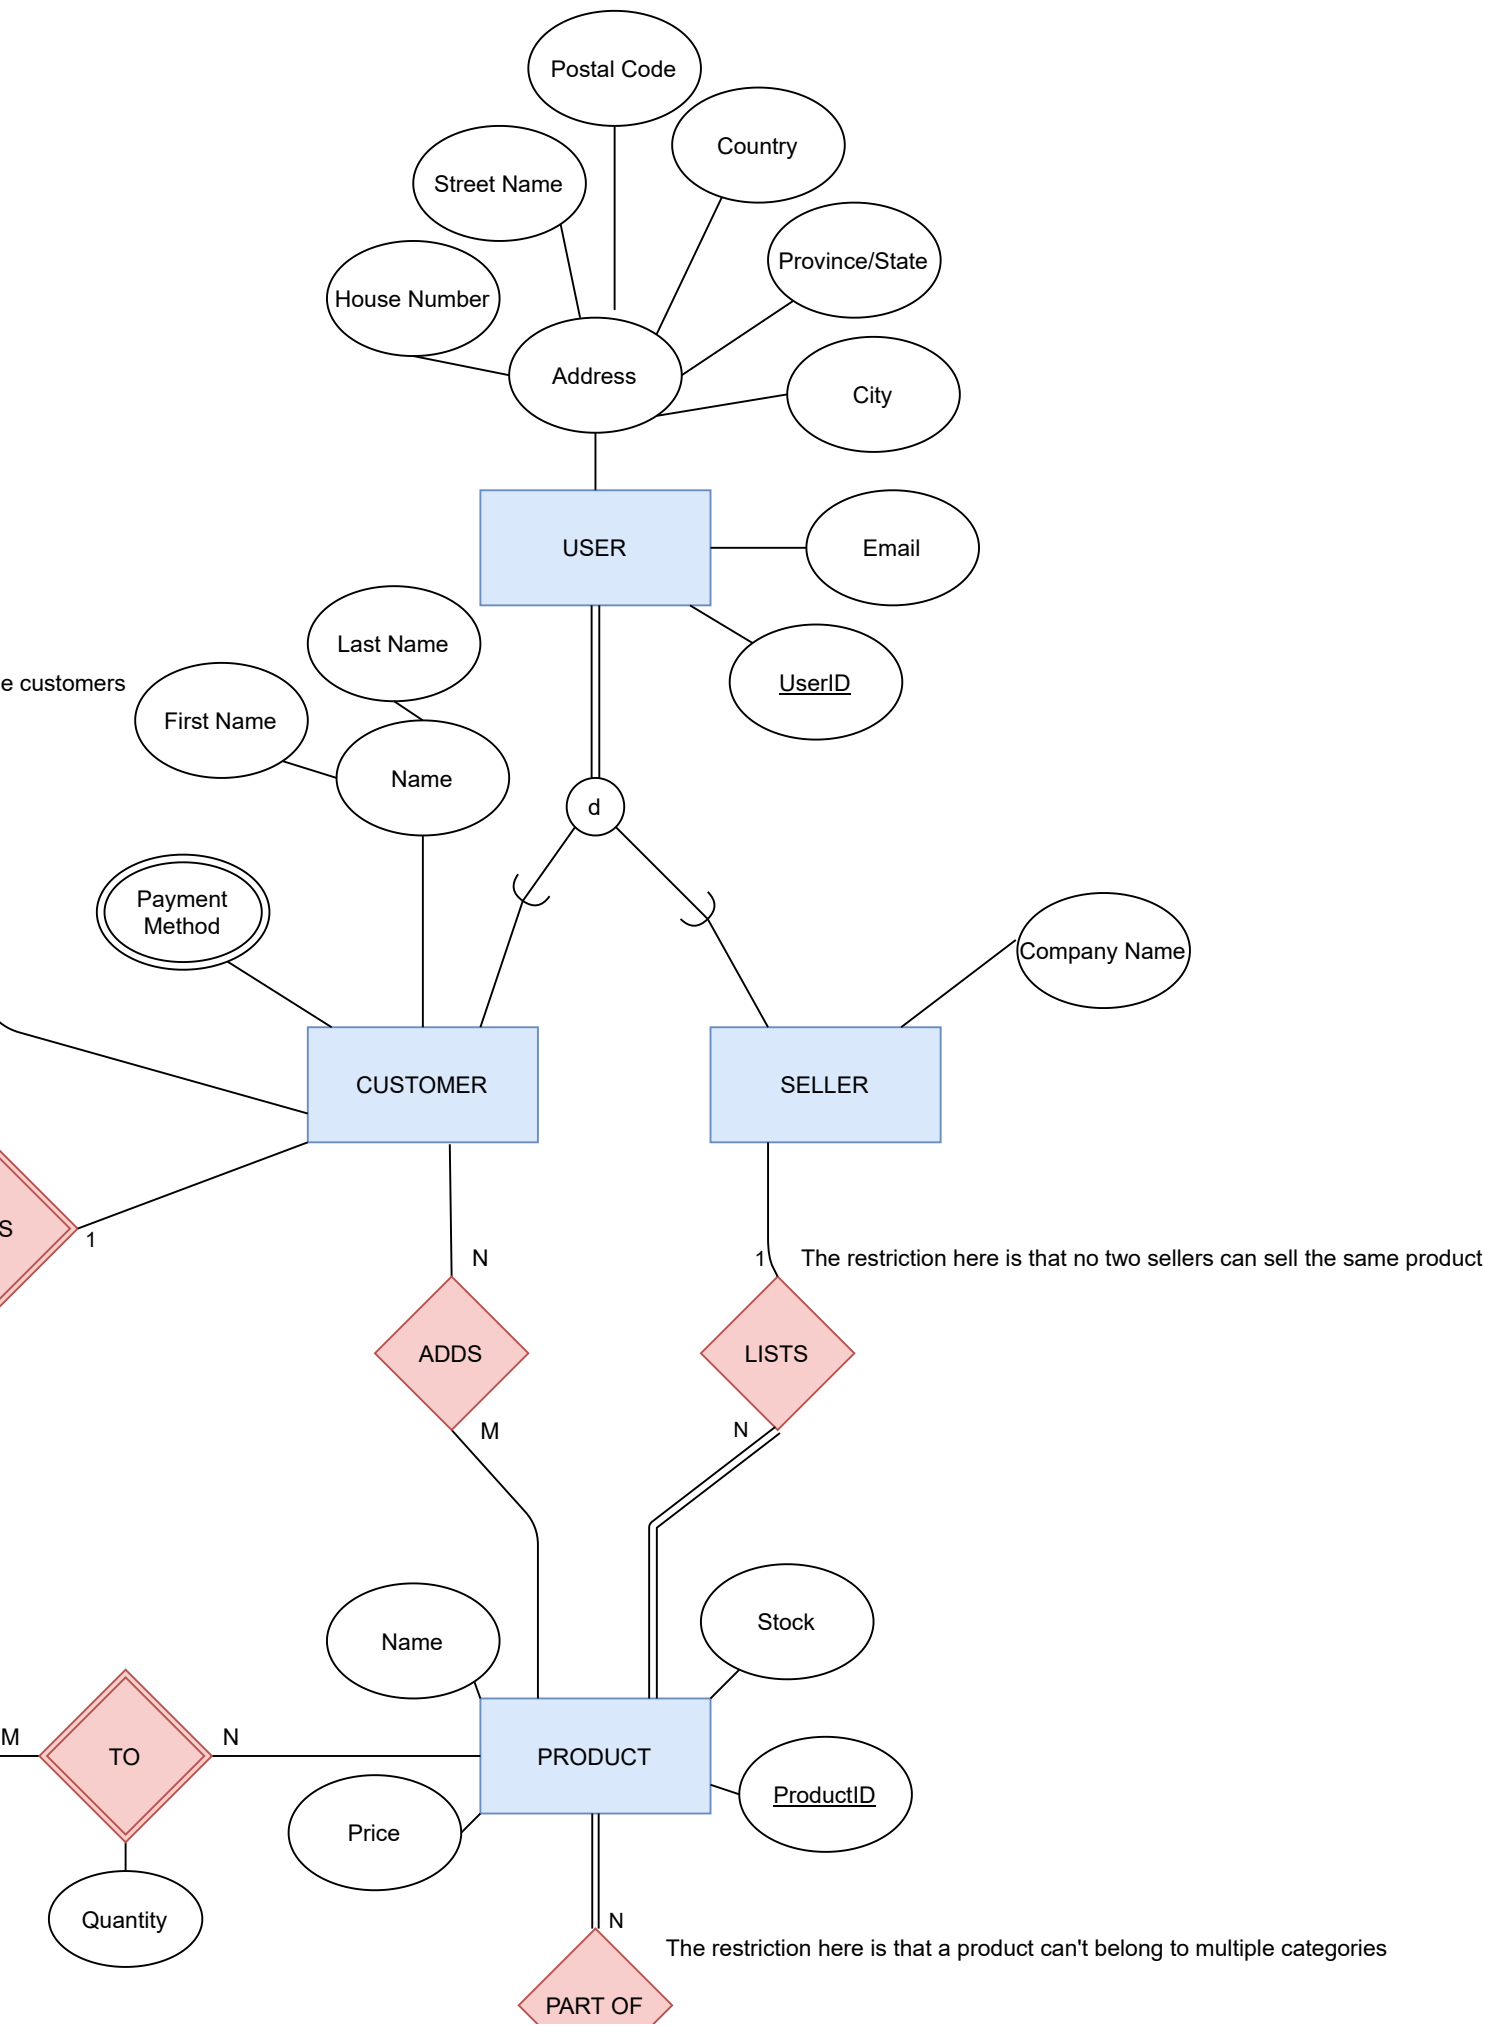 Postal Code
Country
Street Name
Province/State
House Number
Address
City
USER
Email
Last Name
UserID
e customers
First Name
Name
d
Payment
Method
Company Name
CUSTOMER
SELLER
S
1
N
1
The restriction here is that no two sellers can sell the same product
ADDS
LISTS
M
N
Name
Stock
M
N
TO
PRODUCT
ProductID
Price
Quantity
N
The restriction here is that a product can't belong to multiple categories
PART OF